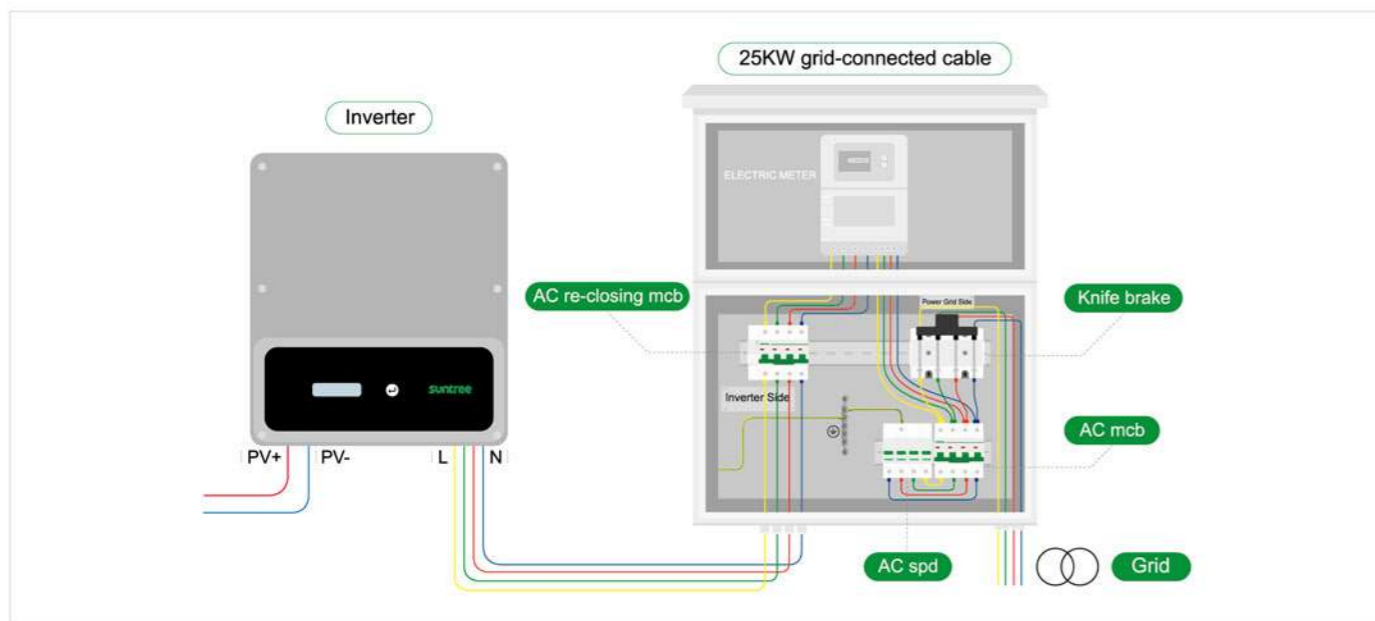 25KW grid-connected cable
Inverter
ELECTRIC METER
AC re-closing mcb
Power Grid Side
Knife brake
suntree
Inverter Side
AC mcb
PV+
PV-
L
N
AC spd
Grid